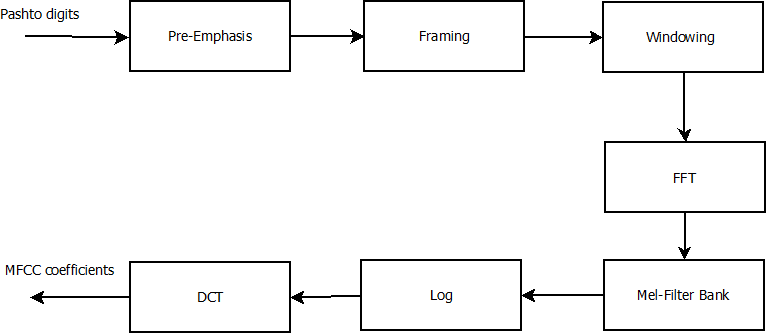 Pashto digits
Pre-Emphasis
Framing
Windowing
FFT
Mel-Filter Bank
Log
DCT
MFCC coefficients